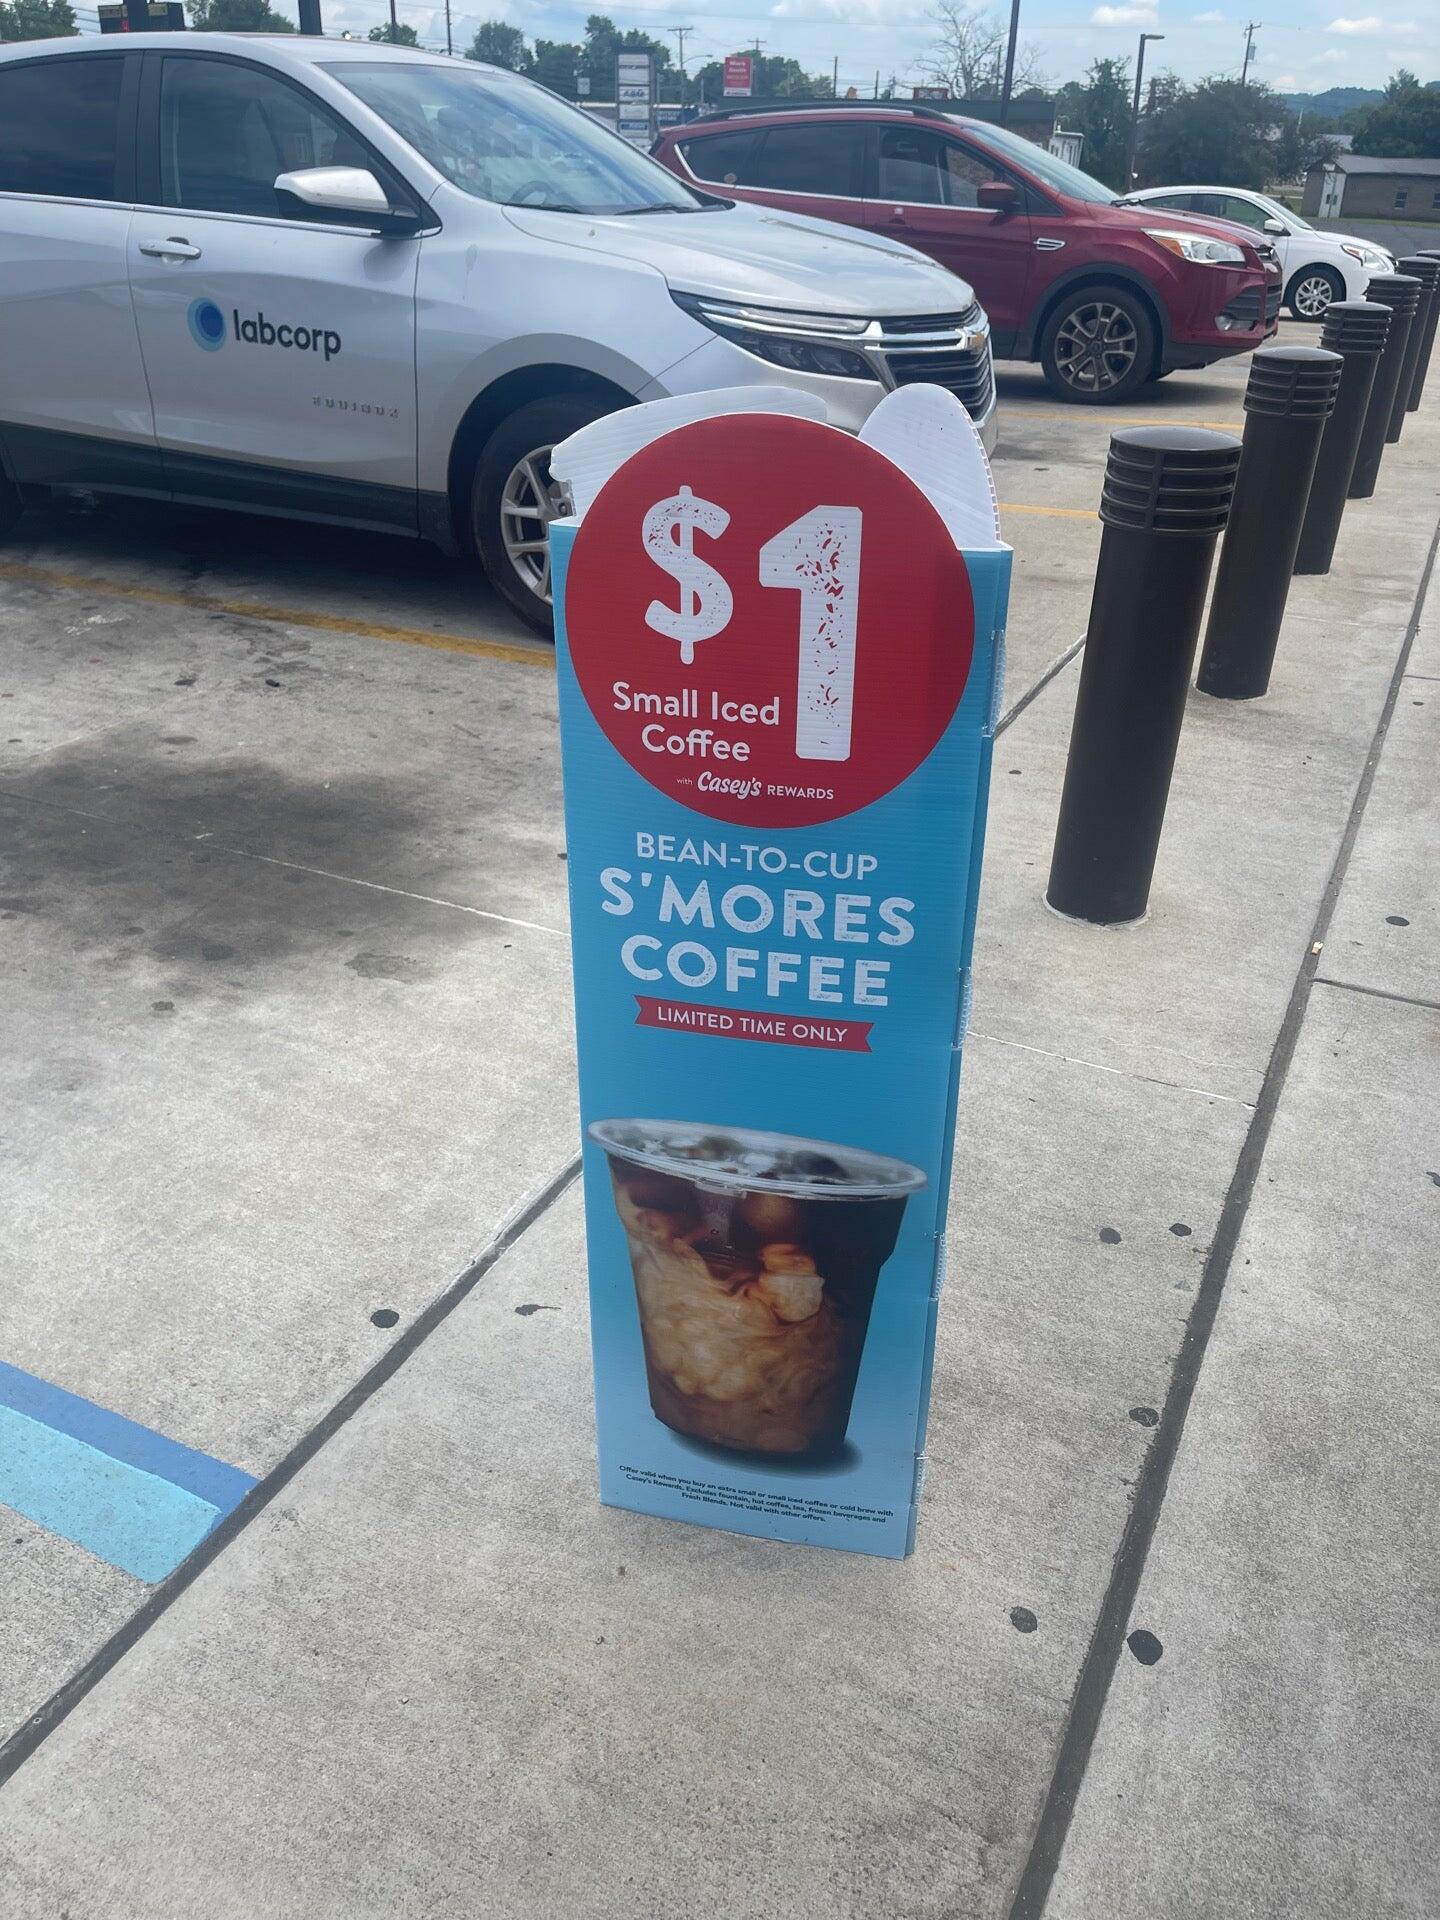 labcorp
EQUINOX
$1
Small Iced
Coffee
with Casey's REWARDS
BEAN-TO-CUP
S'MORES
COFFEE
LIMITED TIME ONLY
Offer valid when you buy an extra small or small iced coffee or cold brew with
Casey's Rewards. Excludes fountain, hot coffee, tea, frozen beverages and
Fresh Blends. Not valid with other offers.